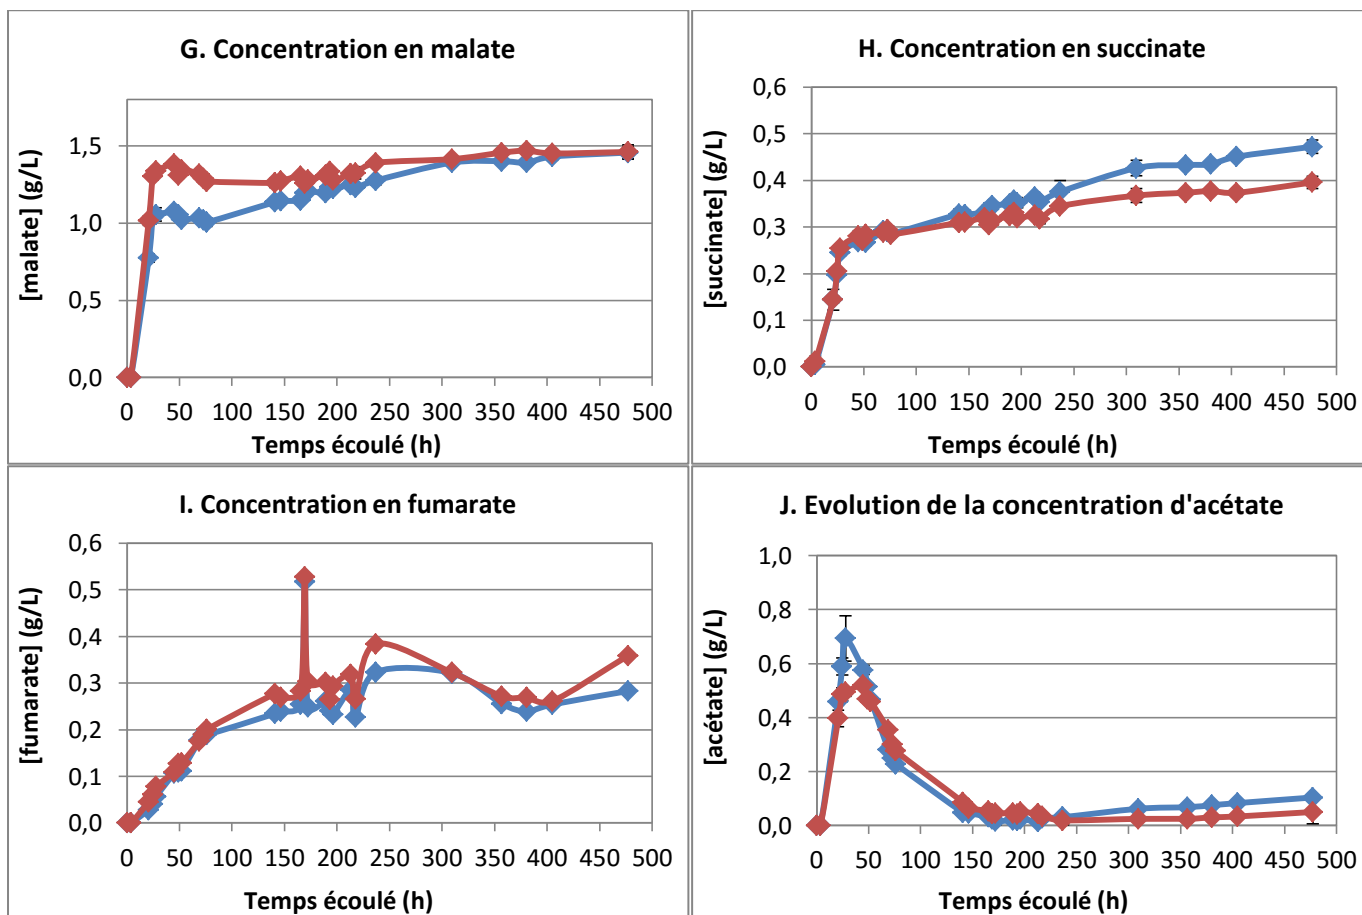 G. Concentration en malate
[malate] (g/L)
1,5
1,0
0,5
0,0
0 50 100 150 200 250 300 350 400 450 500
Temps écoulé (h)
H. Concentration en succinate
[succinate] (g/L)
0,6
0,5
0,4
0,3
0,2
0,1
0,0
0 50 100 150 200 250 300 350 400 450 500
Temps écoulé (h)
I. Concentration en fumarate
[fumarate] (g/L)
0,6
0,5
0,4
0,3
0,2
0,1
0,0
0 50 100 150 200 250 300 350 400 450 500
Temps écoulé (h)
J. Evolution de la concentration d'acétate
[acétate] (g/L)
1,0
0,8
0,6
0,4
0,2
0,0
0 50 100 150 200 250 300 350 400 450 500
Temps écoulé (h)